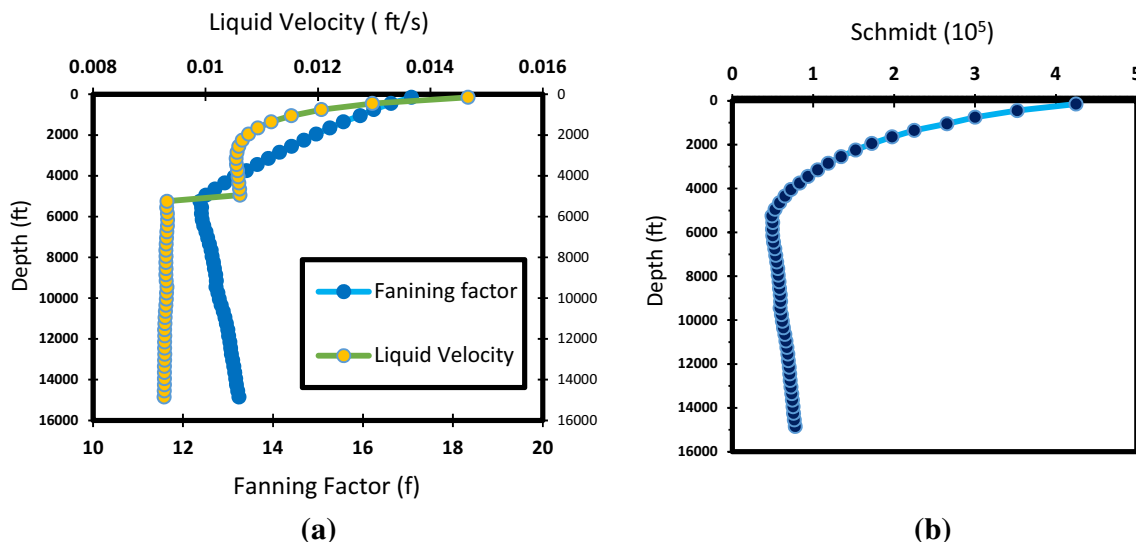 Liquid Velocity ( ft/s)
0.008 0.01 0.012 0.014 0.016
0 0
2000 2000
4000 4000
6000 6000
8000 8000
10000 10000
12000 12000
14000 14000
16000 16000
Depth (ft)
Fanining factor
Liquid Velocity
10 12 14 16 18 20
Fanning Factor (f)
(a)
Schmidt (10⁵)
0 1 2 3 4 5
0
2000
4000
6000
8000
10000
12000
14000
16000
Depth (ft)
(b)